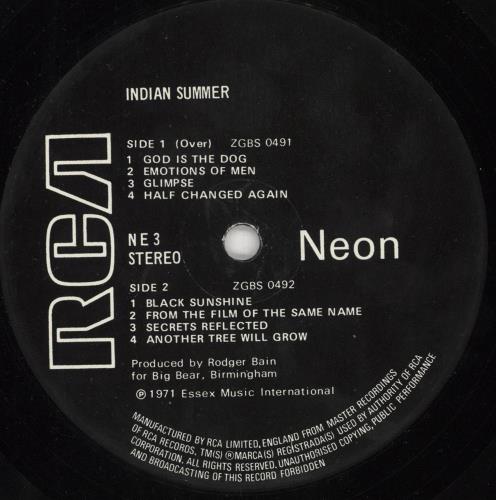 INDIAN SUMMER
SIDE 1 (Over) ZGBS 0491
1 GOD IS THE DOG
2 EMOTIONS OF MEN
3 GLIMPSE
4 HALF CHANGED AGAIN
RCA
NE3
STEREO
Neon
SIDE 2 ZGBS 0492
1 BLACK SUNSHINE
2 FROM THE FILM OF THE SAME NAME
3 SECRETS REFLECTED
4 ANOTHER TREE WILL GROW
Produced by Rodger Bain
for Big Bear, Birmingham
℗ 1971 Essex Music International
MANUFACTURED BY RCA LIMITED, ENGLAND FROM MASTER RECORDINGS
OF RCA RECORDS, TM(S) ® MARCA(S) REGISTRADA(S) USED BY AUTHORITY OF RCA
CORPORATION. ALL RIGHTS RESERVED. UNAUTHORISED COPYING, PUBLIC PERFORMANCE
AND BROADCASTING OF THIS RECORD FORBIDDEN